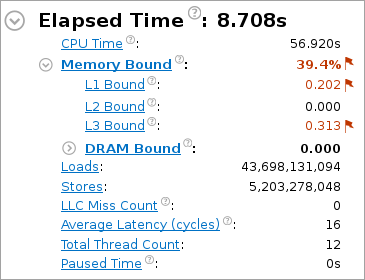 Elapsed Time ?: 8.708s
CPU Time ?: 56.920s
Memory Bound ?: 39.4%
L1 Bound ?: 0.202
L2 Bound ?: 0.000
L3 Bound ?: 0.313
DRAM Bound ?: 0.000
Loads: 43,698,131,094
Stores: 5,203,278,048
LLC Miss Count ?: 0
Average Latency (cycles) ?: 16
Total Thread Count: 12
Paused Time ?: 0s